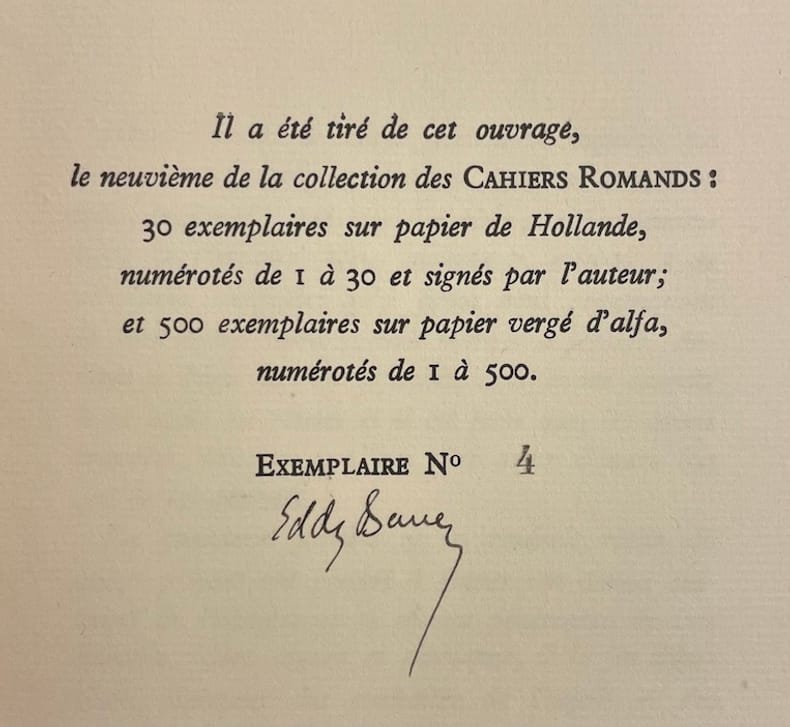 Il a été tiré de cet ouvrage,
le neuvième de la collection des CAHIERS ROMANDS :
30 exemplaires sur papier de Hollande,
numérotés de 1 à 30 et signés par l'auteur;
et 500 exemplaires sur papier vergé d'alfa,
numérotés de 1 à 500.
EXEMPLAIRE Nº 4
Eddy Bauer